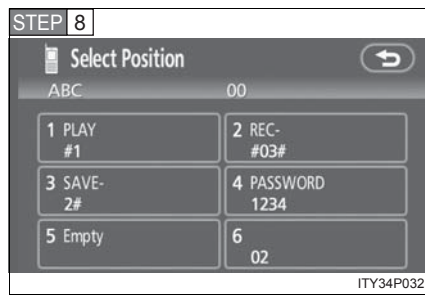 STEP 8
Select Position
ABC 00
1 PLAY
#1
2 REC-
#03#
3 SAVE-
2#
4 PASSWORD
1234
5 Empty
6
02
ITY34P032